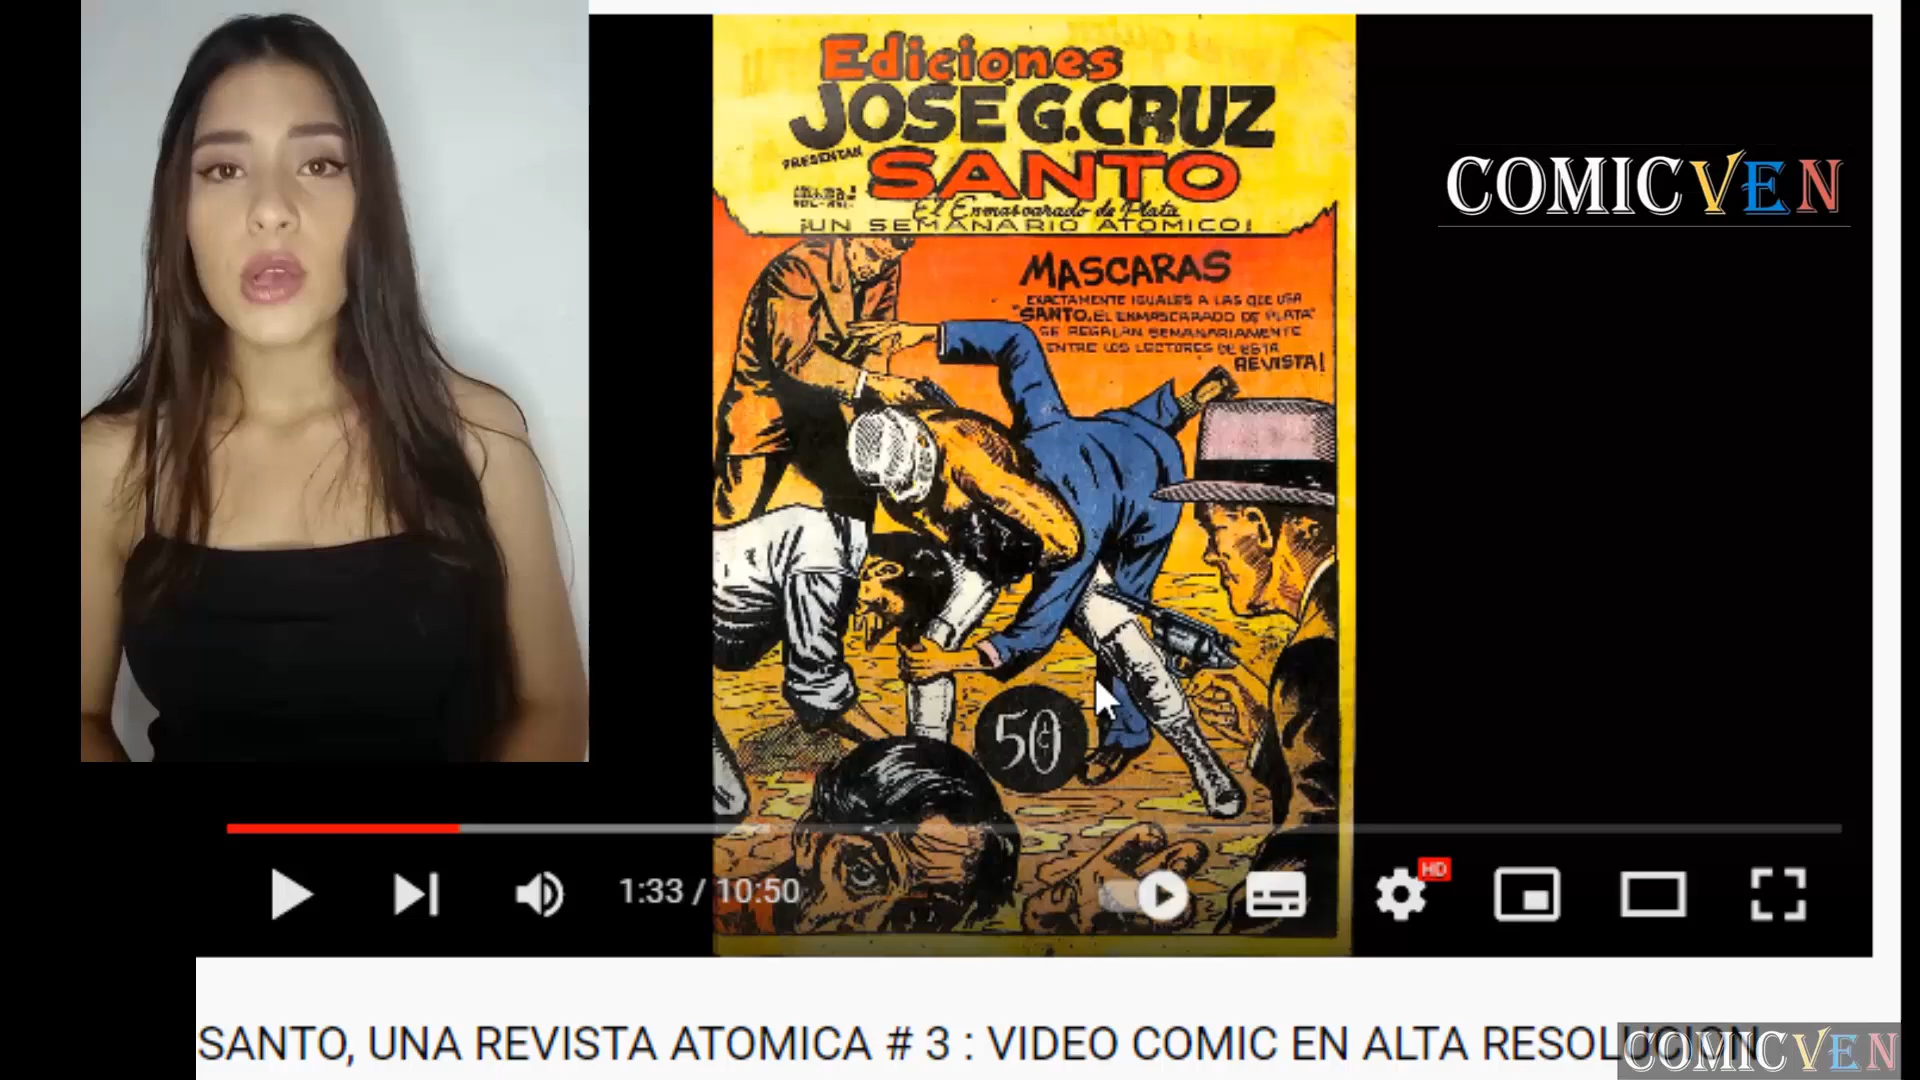 Ediciones
JOSE G. CRUZ
PRESENTAN
SANTO
El Enmascarado de Plata
¡UN SEMANARIO ATOMICO!
MASCARAS
EXACTAMENTE IGUALES A LAS QUE USA
"SANTO, EL ENMASCARADO DE PLATA"
SE REGALAN SEMANARIAMENTE
ENTRE LOS LECTORES DE ESTA
REVISTA!
50¢
COMICVEN
1:33 / 10:50
HD
SANTO, UNA REVISTA ATOMICA # 3 : VIDEO COMIC EN ALTA RESOLUCION
COMICVEN